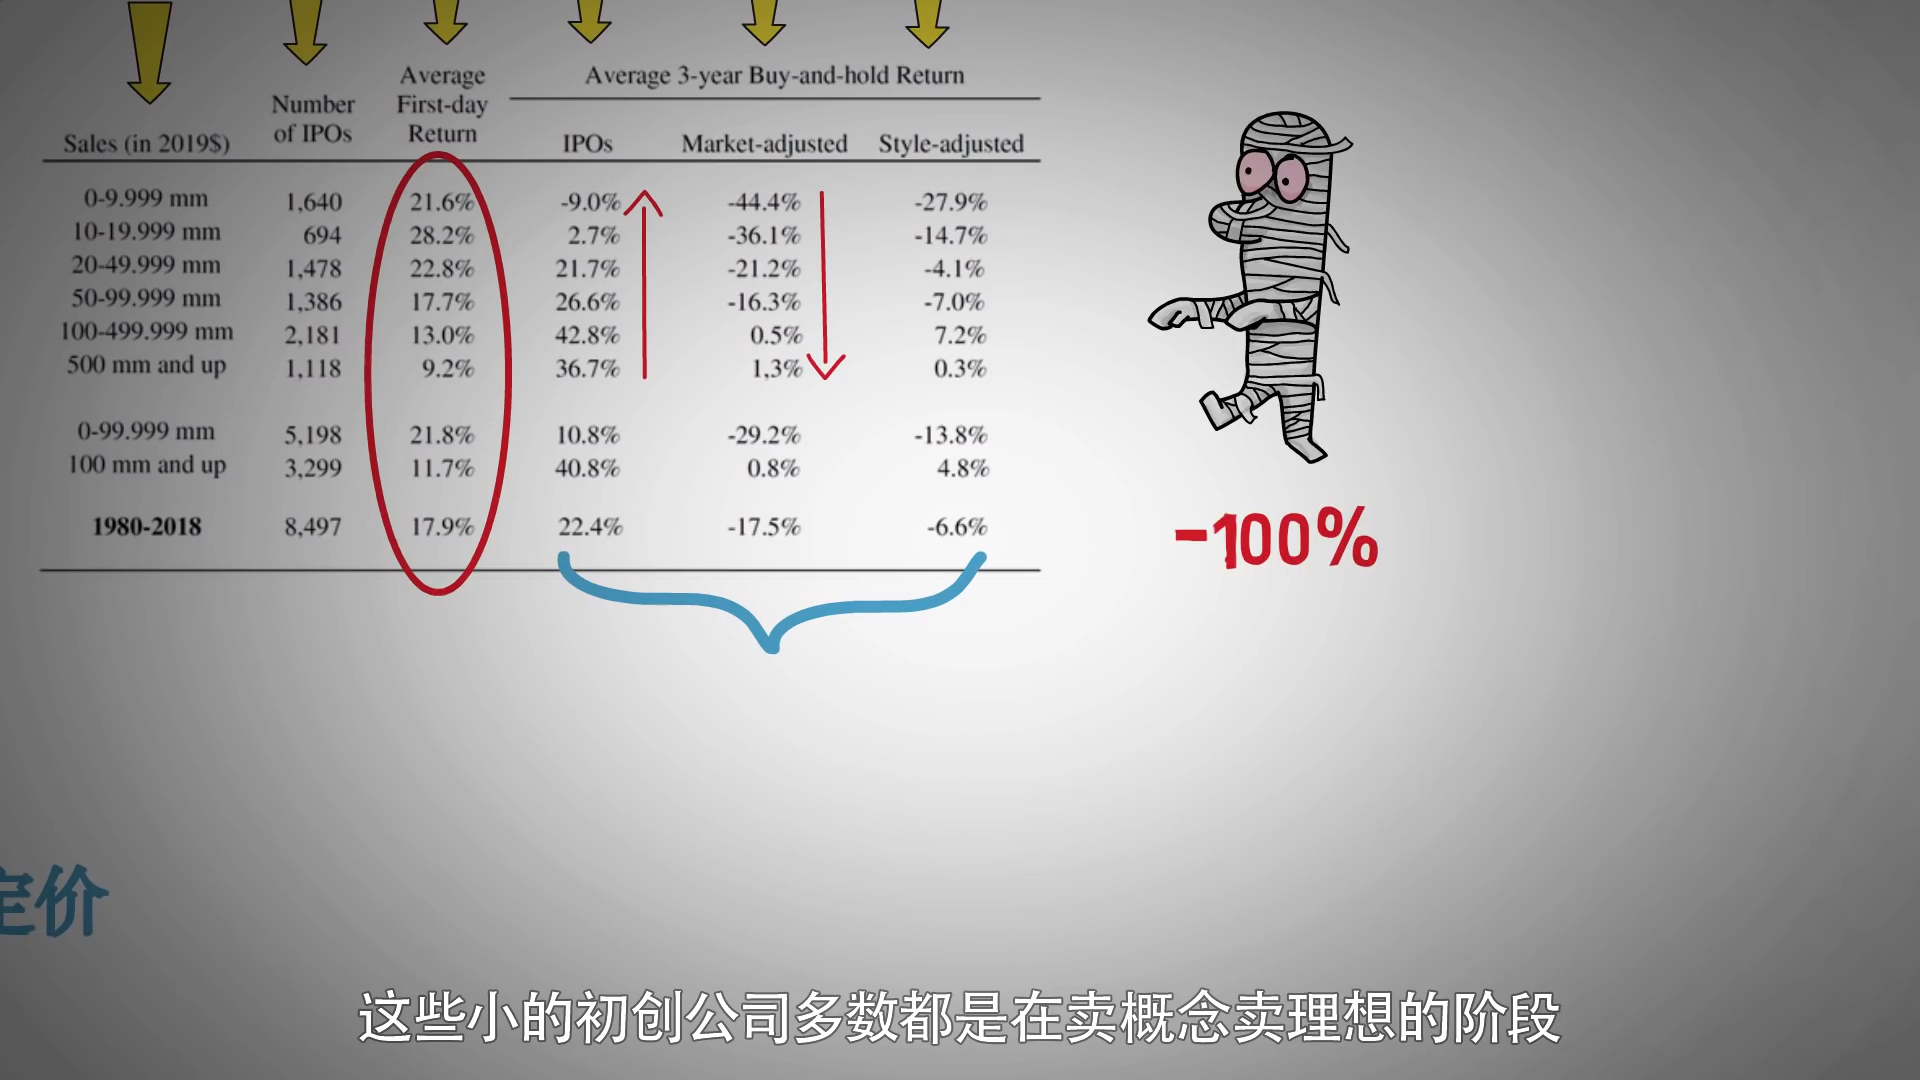 Average 3-year Buy-and-hold Return
Sales (in 2019$) Number of IPOs Average First-day Return IPOs Market-adjusted Style-adjusted
0-9.999 mm 1,640 21.6% -9.0% -44.4% -27.9%
10-19.999 mm 694 28.2% 2.7% -36.1% -14.7%
20-49.999 mm 1,478 22.8% 21.7% -21.2% -4.1%
50-99.999 mm 1,386 17.7% 26.6% -16.3% -7.0%
100-499.999 mm 2,181 13.0% 42.8% 0.5% 7.2%
500 mm and up 1,118 9.2% 36.7% 1,3% 0.3%
0-99.999 mm 5,198 21.8% 10.8% -29.2% -13.8%
100 mm and up 3,299 11.7% 40.8% 0.8% 4.8%
1980-2018 8,497 17.9% 22.4% -17.5% -6.6%
-100%
定价
这些小的初创公司多数都是在卖概念卖理想的阶段